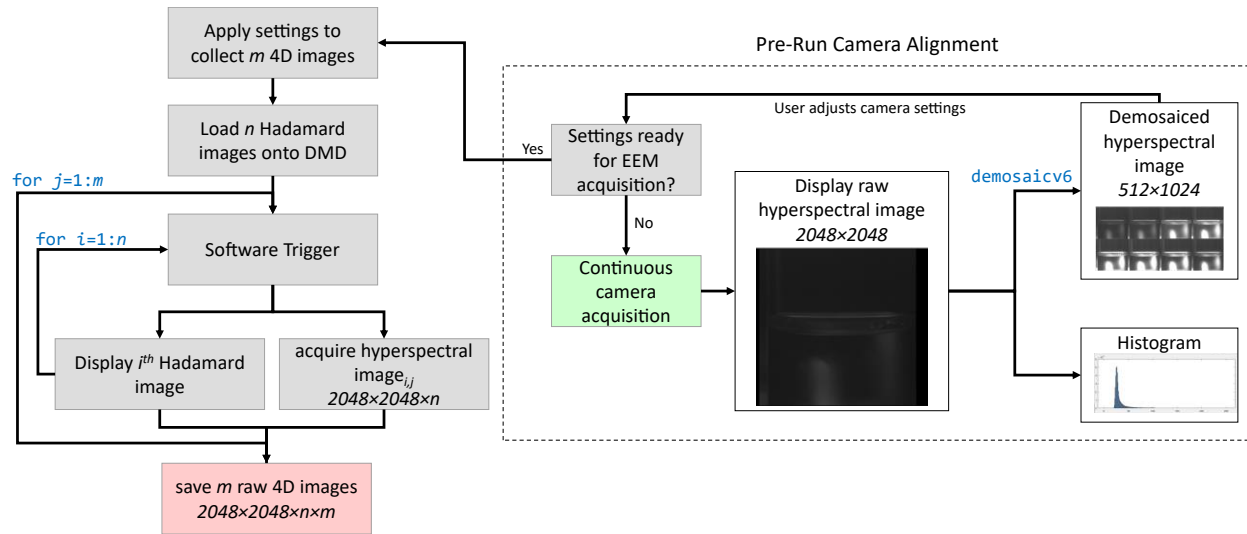 Apply settings to
collect m 4D images
Load n Hadamard
images onto DMD
for j=1:m
for i=1:n
Software Trigger
Display i^th Hadamard
image
acquire hyperspectral
image_i,j
2048×2048×n
save m raw 4D images
2048×2048×n×m
Pre-Run Camera Alignment
User adjusts camera settings
Yes
Settings ready
for EEM
acquisition?
No
Continuous
camera
acquisition
Display raw
hyperspectral image
2048×2048
demosaicv6
Demosaiced
hyperspectral
image
512×1024
Histogram